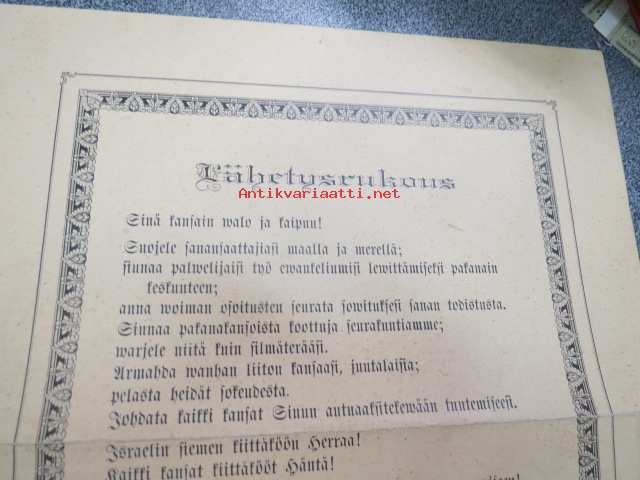 Lähetysrukous
Antikvariaatti.net
Sinä kansain walo ja kaipuu!
Suojele sanansaattajiasi maalla ja merellä;
siunaa palwelijaisi työ ewankeliumisi lewittämiseksi pakanain
keskuuteen;
anna woiman osoitusten seurata sowituksesi sanan todistusta.
Siunaa pakanakansoista koottuja seurakuntiamme;
warjele niitä kuin silmäterääsi.
Armahda wanhan liiton kansaasi, juutalaisia;
pelasta heidät sokeudesta.
Johdata kaikki kansat Sinun autuaaksitekewään tuntemiseesi.
Israelin siemen kiittäköön Herraa!
Kaikki kansat kiittäkööt Häntä!